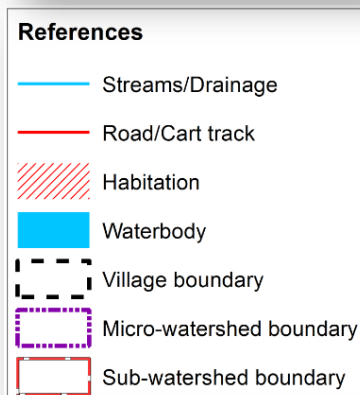 References
Streams/Drainage
Road/Cart track
Habitation
Waterbody
Village boundary
Micro-watershed boundary
Sub-watershed boundary